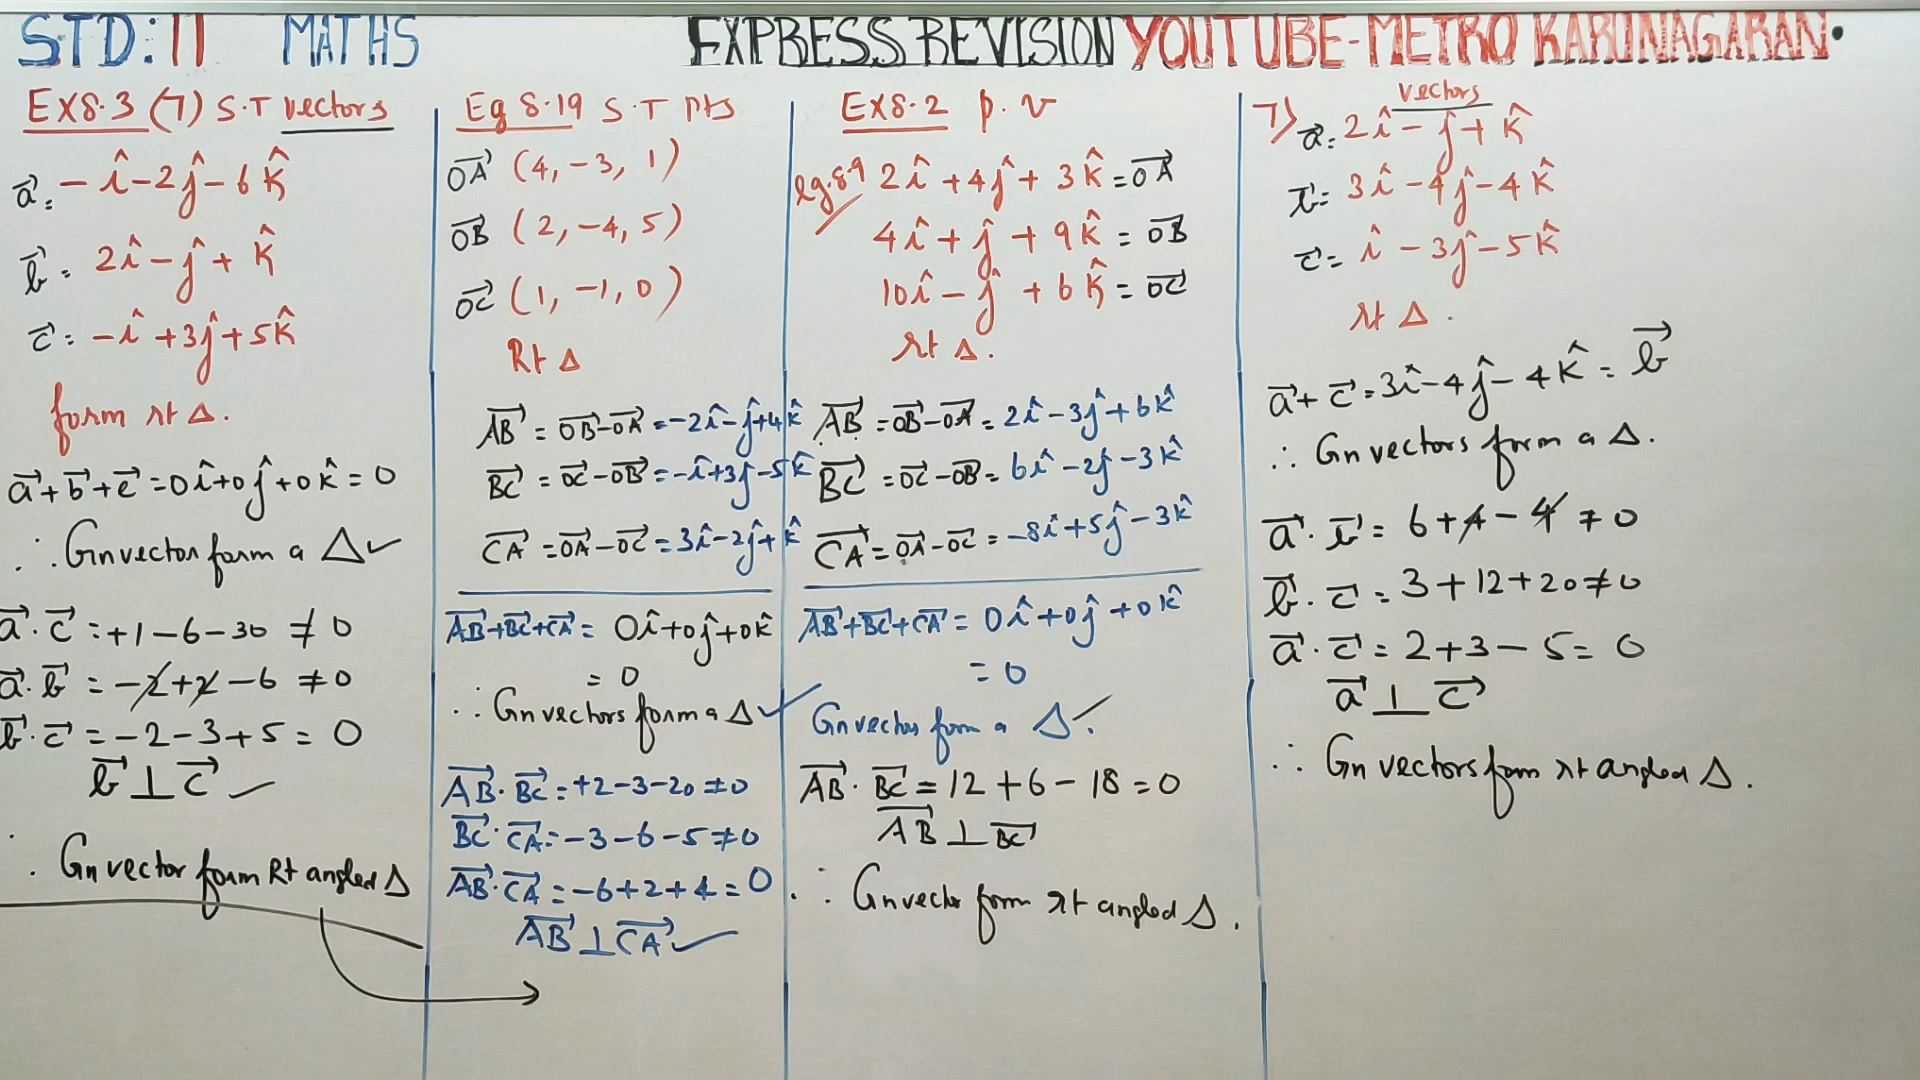 STD:11 MATHS EXPRESS REVISION YOUTUBE-METRO KARUNAGARAN.
EX8.3 (7) S.T vectors
a⃗ = -î-2ĵ-6k̂
b⃗ = 2î-ĵ+k̂
c⃗ = -î+3ĵ+5k̂
form rt Δ.
a⃗+b⃗+c⃗=0î+0ĵ+0k̂=0
∴ Gn vector form a Δ✓
a⃗.c⃗ = +1-6-30 ≠ 0
a⃗.b⃗ = -2+2-6 ≠ 0
b⃗.c⃗ = -2-3+5 = 0
b⃗ ⊥ c⃗ ✓
∴ Gn vector form Rt angled Δ
Eg 8.19 S.T pts
OA⃗ (4,-3,1)
OB⃗ (2,-4,5)
OC⃗ (1,-1,0)
Rt Δ
AB⃗ = OB⃗-OA⃗ = -2î-ĵ+4k̂
BC⃗ = OC⃗-OB⃗ = -î+3ĵ-5k̂
CA⃗ = OA⃗-OC⃗ = 3î-2ĵ+k̂
AB⃗+BC⃗+CA⃗ = 0î+0ĵ+0k̂
= 0
∴ Gn vectors form a Δ✓
AB⃗.BC⃗ = +2-3-20 ≠ 0
BC⃗.CA⃗ = -3-6-5 ≠ 0
AB⃗.CA⃗ = -6+2+4 = 0
AB⃗ ⊥ CA⃗ ✓
EX8.2 p.v
eg.8.9 2î+4ĵ+3k̂ = OA⃗
4î+ĵ+9k̂ = OB⃗
10î-ĵ+6k̂ = OC⃗
rt Δ.
AB⃗ = OB⃗-OA⃗ = 2î-3ĵ+6k̂
BC⃗ = OC⃗-OB⃗ = 6î-2ĵ-3k̂
CA⃗ = OA⃗-OC⃗ = -8î+5ĵ-3k̂
AB⃗+BC⃗+CA⃗ = 0î+0ĵ+0k̂
= 0
Gn vectors form a Δ✓.
AB⃗.BC⃗ = 12+6-18 = 0
AB⃗ ⊥ BC⃗
∴ Gn vector form rt angled Δ.
vectors
7) a⃗ = 2î-ĵ+k̂
b⃗ = 3î-4ĵ-4k̂
c⃗ = î-3ĵ-5k̂
rt Δ.
a⃗+c⃗ = 3î-4ĵ-4k̂ = b⃗
∴ Gn vectors form a Δ.
a⃗.b⃗ = 6+4-4 ≠ 0
b⃗.c⃗ = 3+12+20 ≠ 0
a⃗.c⃗ = 2+3-5 = 0
a⃗ ⊥ c⃗
∴ Gn vectors form rt angled Δ.